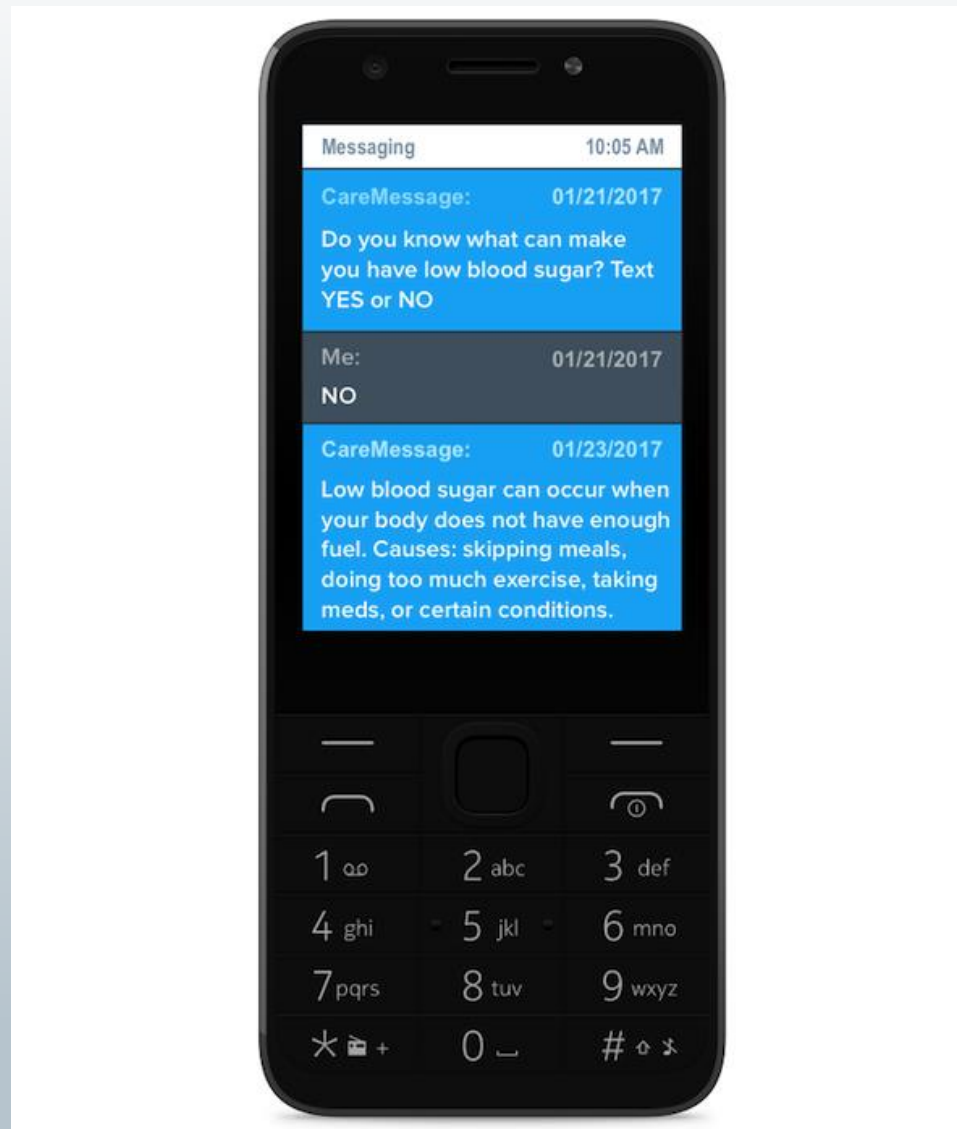 Messaging 10:05 AM
CareMessage: 01/21/2017
Do you know what can make
you have low blood sugar? Text
YES or NO
Me: 01/21/2017
NO
CareMessage: 01/23/2017
Low blood sugar can occur when
your body does not have enough
fuel. Causes: skipping meals,
doing too much exercise, taking
meds, or certain conditions.
1 2 abc 3 def
4 ghi 5 jkl 6 mno
7 pqrs 8 tuv 9 wxyz
* + 0 #